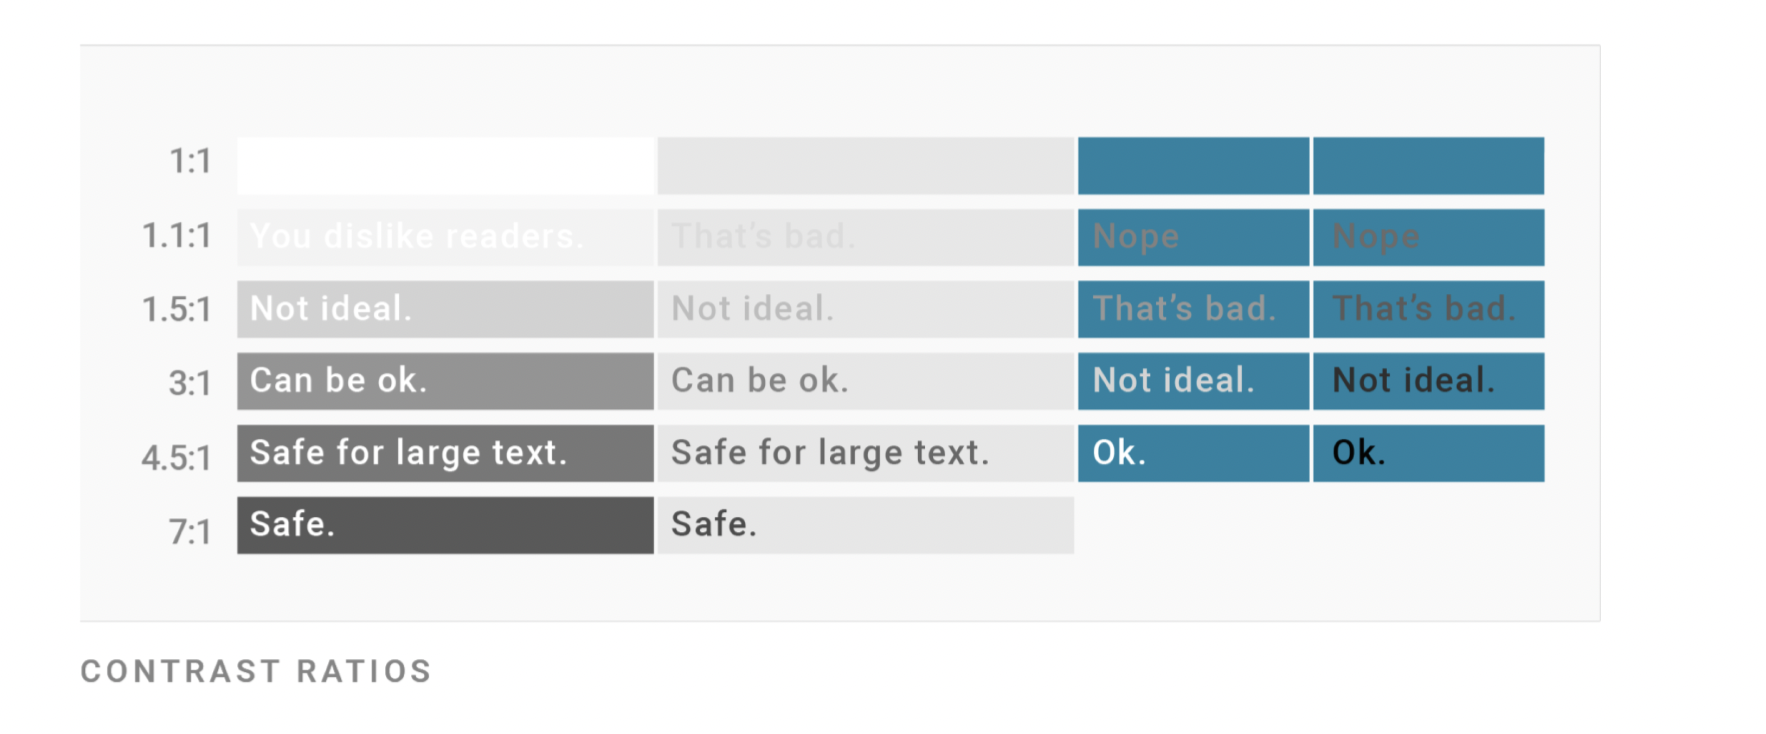 1:1
1.1:1 You dislike readers. That's bad. Nope Nope
1.5:1 Not ideal. Not ideal. That's bad. That's bad.
3:1 Can be ok. Can be ok. Not ideal. Not ideal.
4.5:1 Safe for large text. Safe for large text. Ok. Ok.
7:1 Safe. Safe.
CONTRAST RATIOS